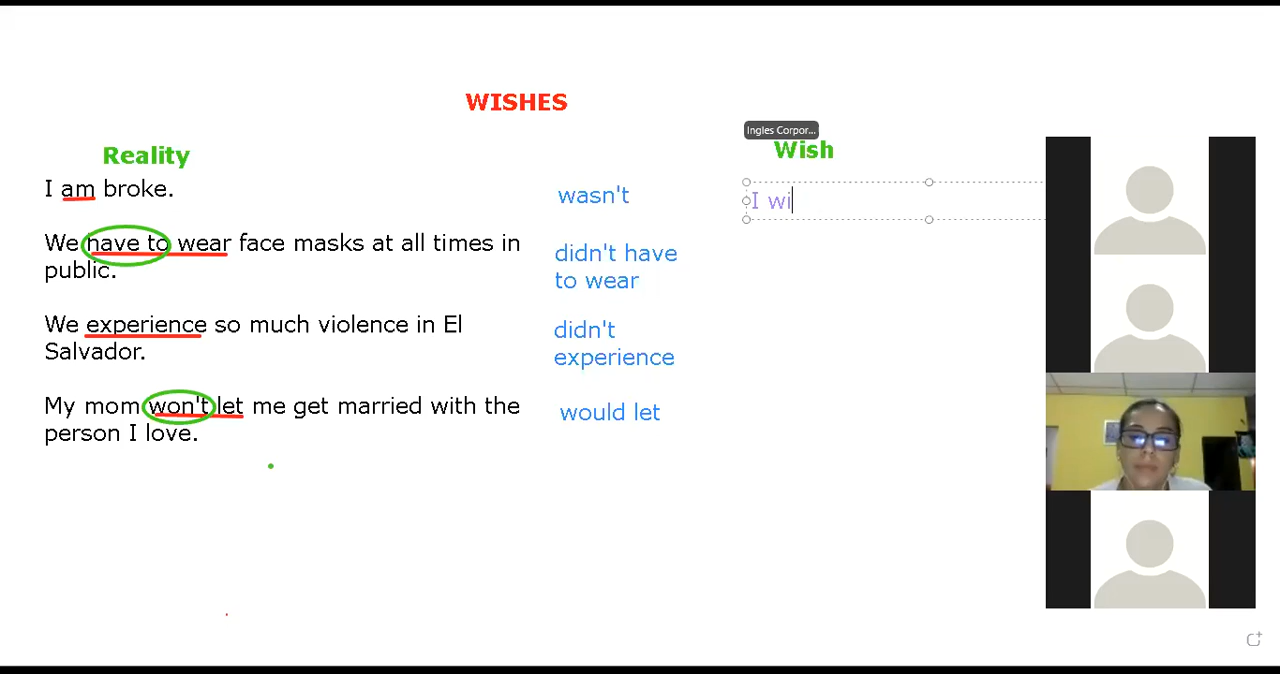 WISHES
Ingles Corpor...
Reality
Wish
I am broke.
wasn't
I wi
We have to wear face masks at all times in
public.
didn't have
to wear
We experience so much violence in El
Salvador.
didn't
experience
My mom won't let me get married with the
person I love.
would let